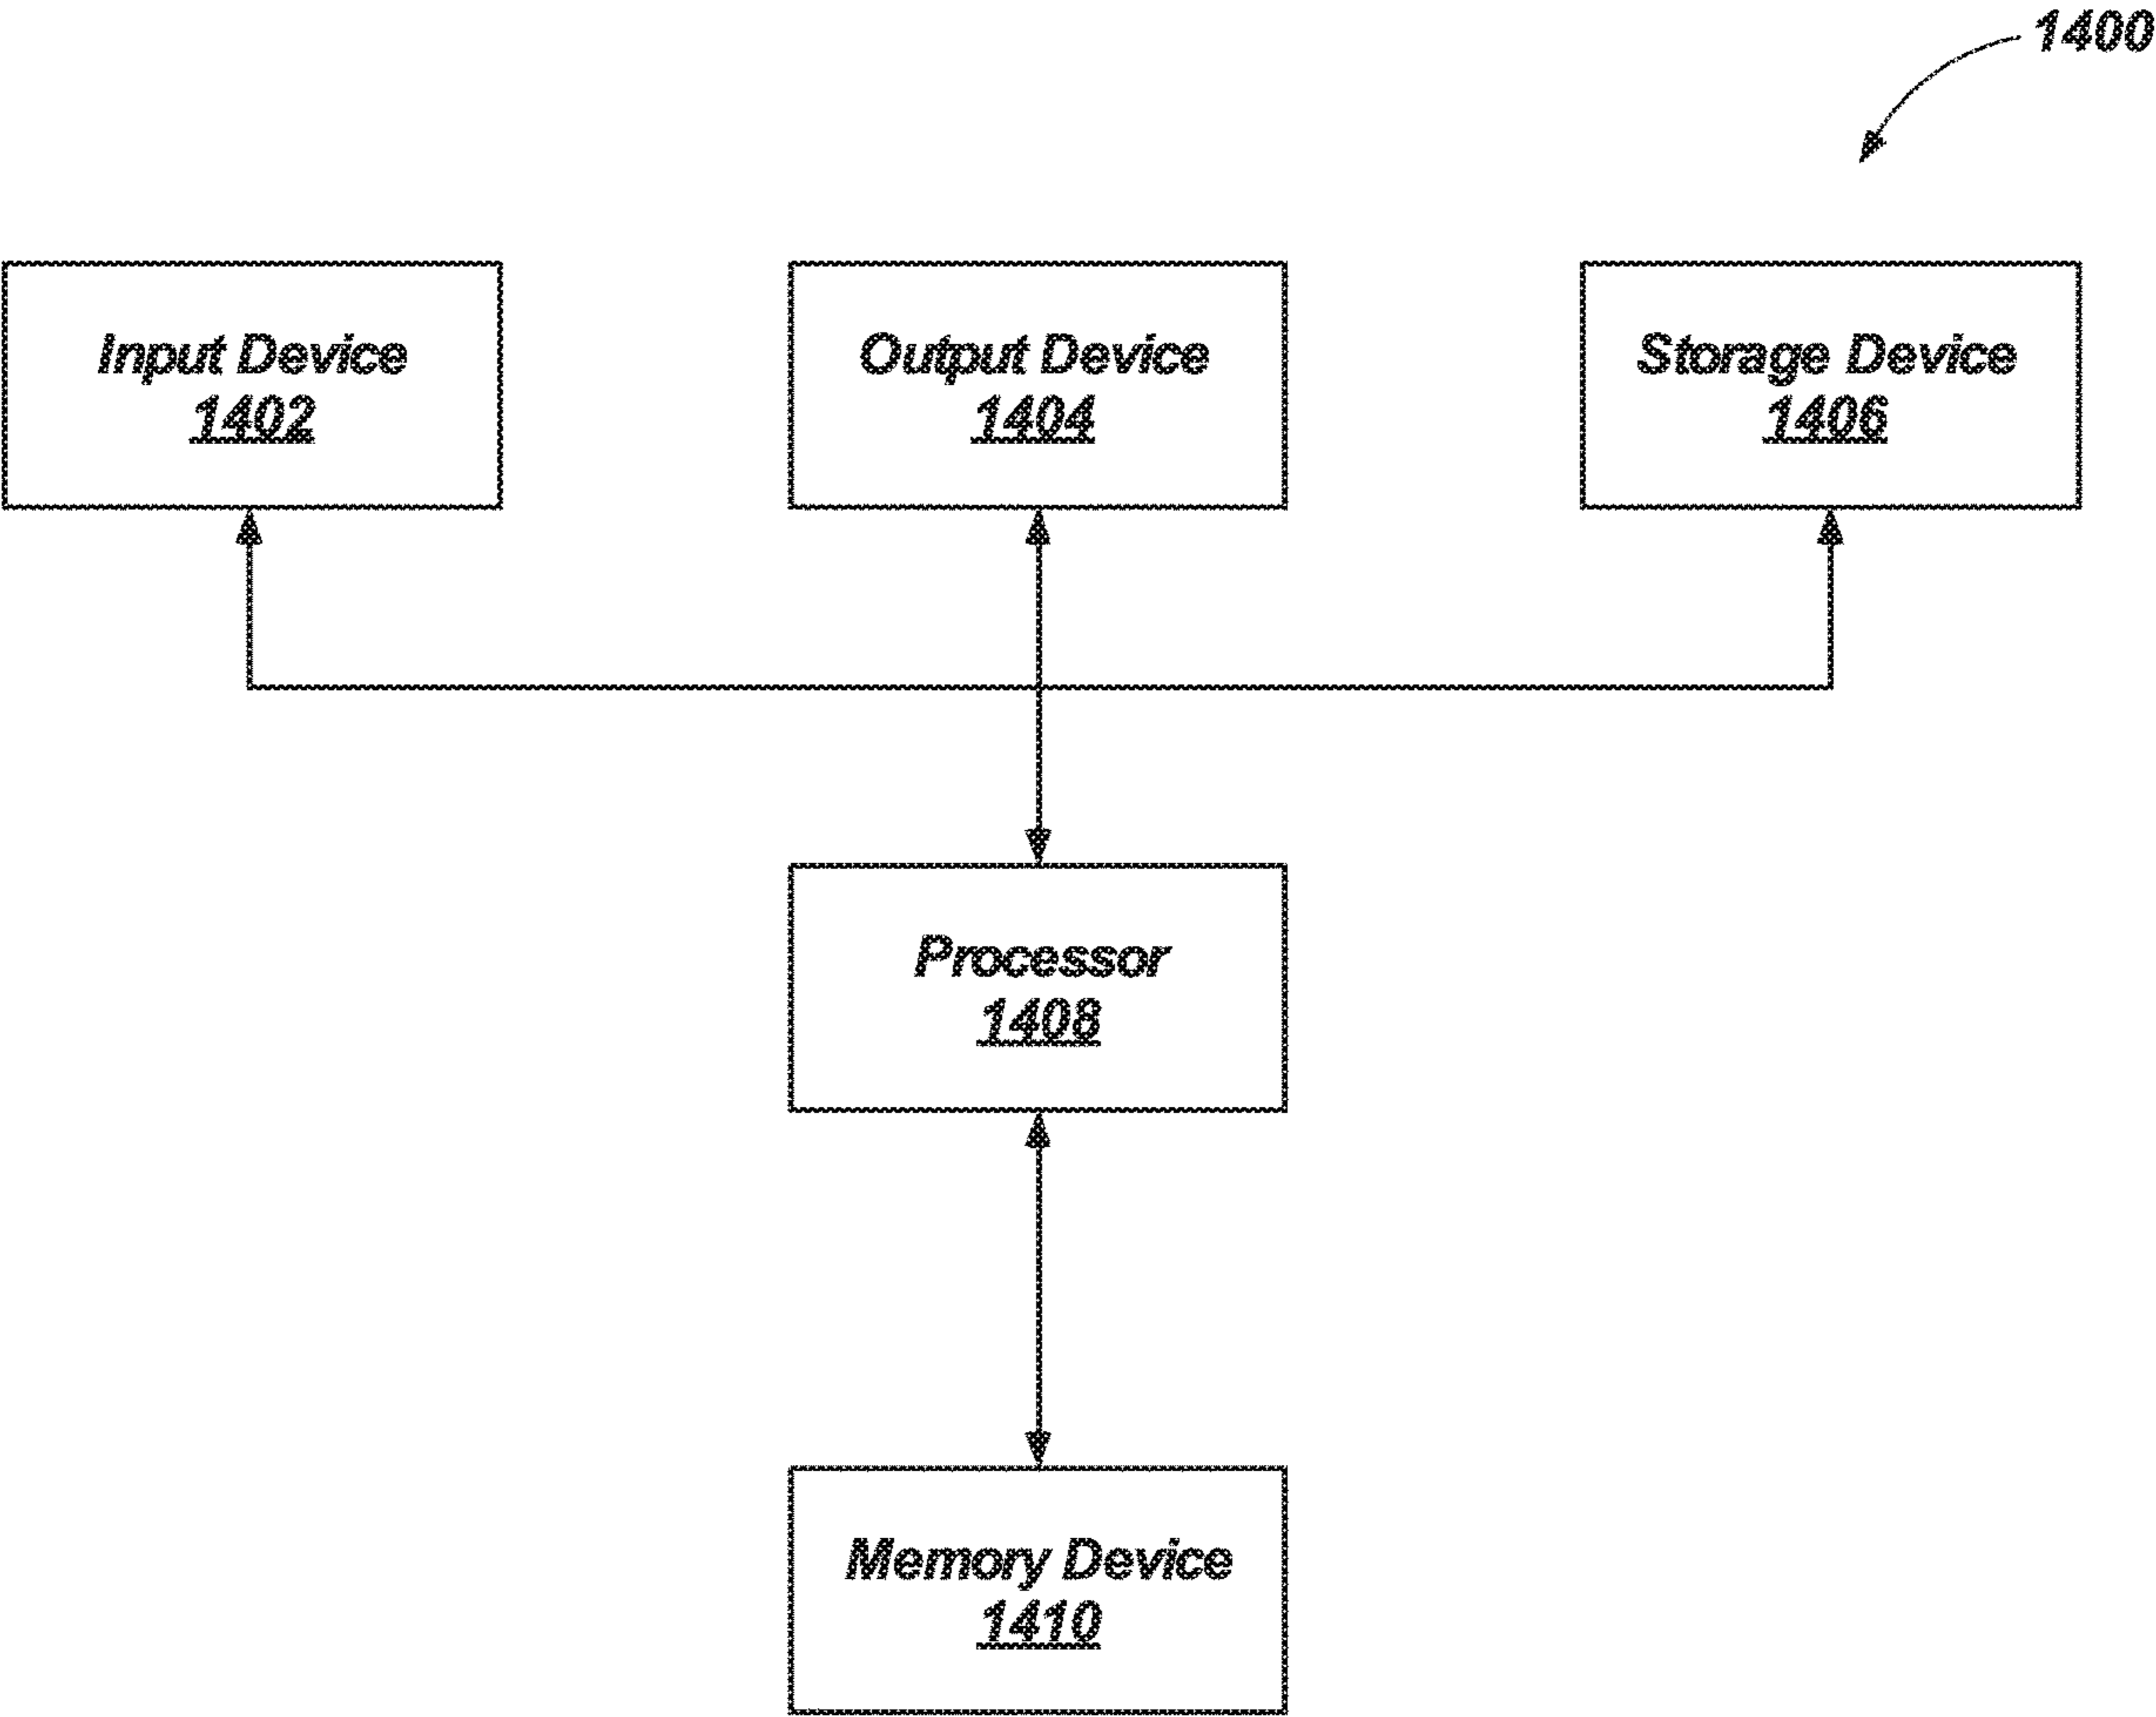 1400
Input Device
1402
Output Device
1404
Storage Device
1406
Processor
1408
Memory Device
1410